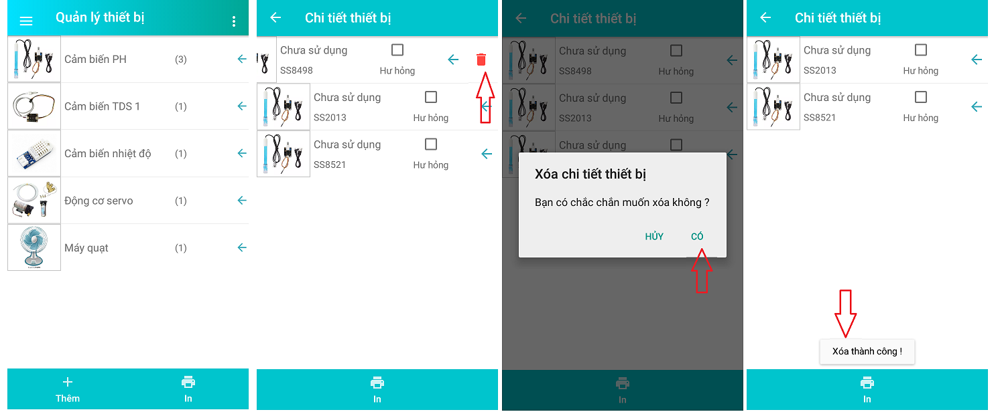 Quản lý thiết bị
Cảm biến PH (3)
Cảm biến TDS 1 (1)
Cảm biến nhiệt độ (1)
Động cơ servo (1)
Máy quạt (1)
Thêm In
Chi tiết thiết bị
Chưa sử dụng
SS8498 Hư hỏng
Chưa sử dụng
SS2013 Hư hỏng
Chưa sử dụng
SS8521 Hư hỏng
In
Chi tiết thiết bị
Chưa sử dụng
SS8498 Hư hỏng
Chưa sử dụng
SS2013 Hư hỏng
Chưa sử dụng
Xóa chi tiết thiết bị
Bạn có chắc chắn muốn xóa không ?
HỦY CÓ
In
Chi tiết thiết bị
Chưa sử dụng
SS2013 Hư hỏng
Chưa sử dụng
SS8521 Hư hỏng
Xóa thành công !
In